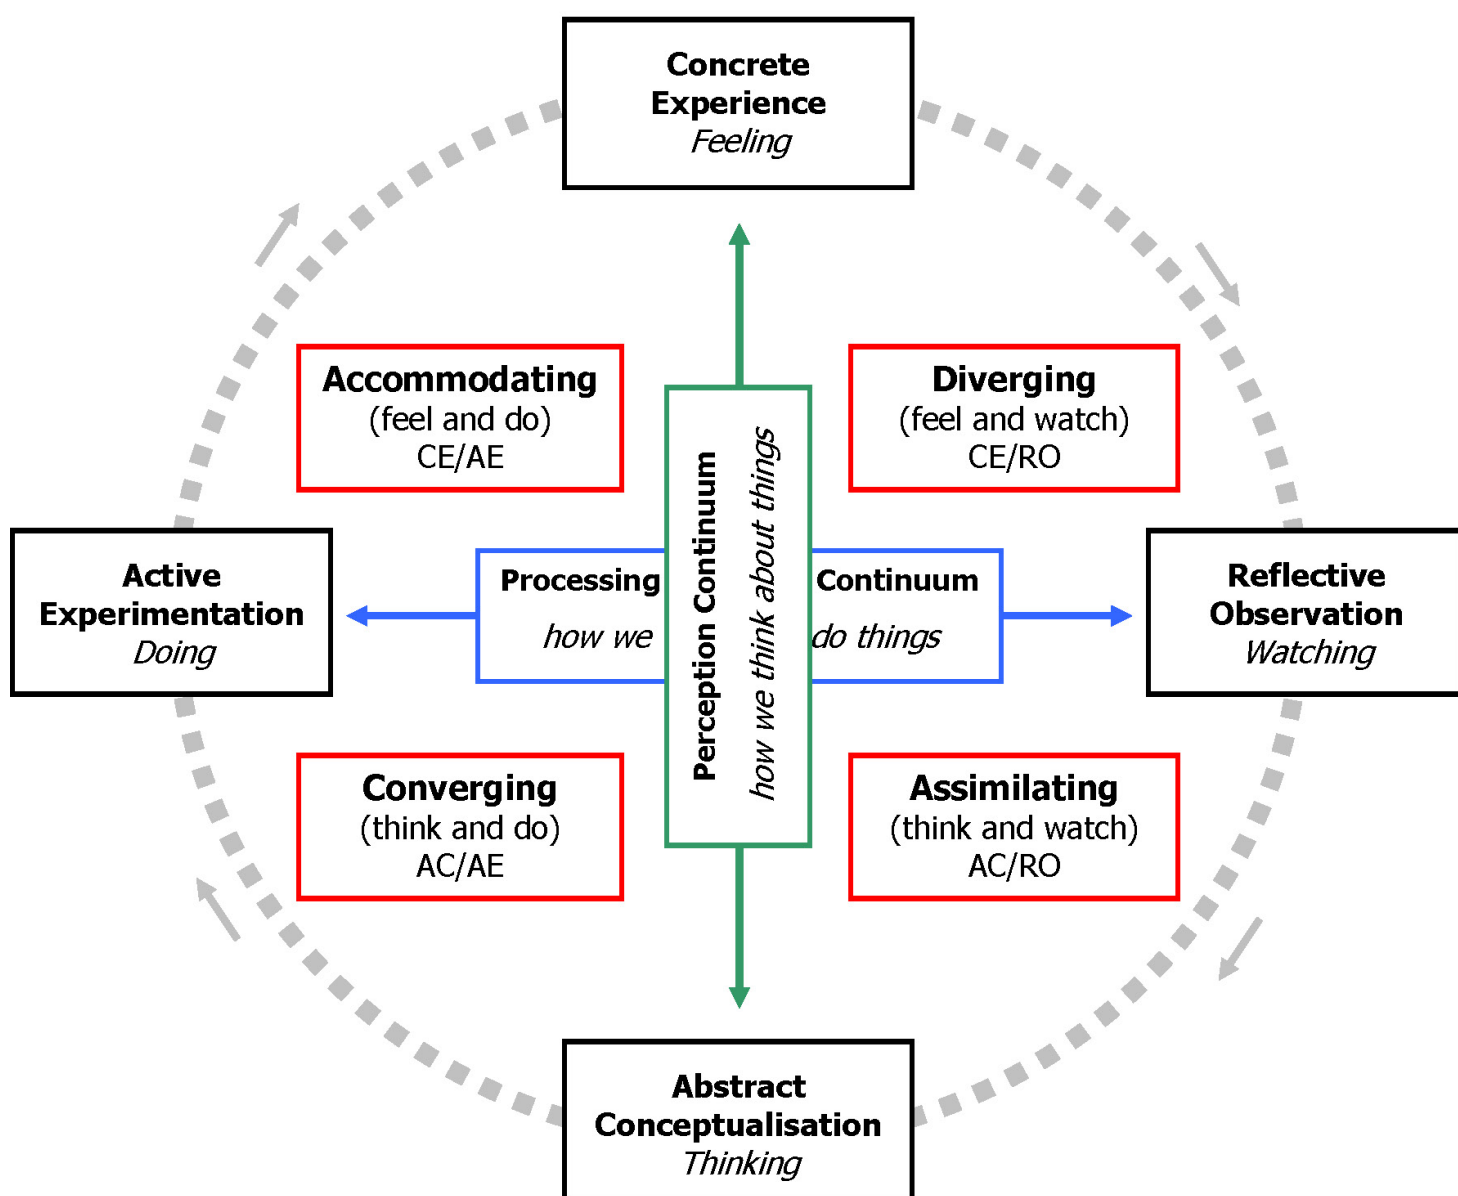 Concrete
Experience
Feeling
Accommodating
(feel and do)
CE/AE
Diverging
(feel and watch)
CE/RO
Active
Experimentation
Doing
Processing Continuum
how we do things
Perception Continuum
how we think about things
Reflective
Observation
Watching
Converging
(think and do)
AC/AE
Assimilating
(think and watch)
AC/RO
Abstract
Conceptualisation
Thinking